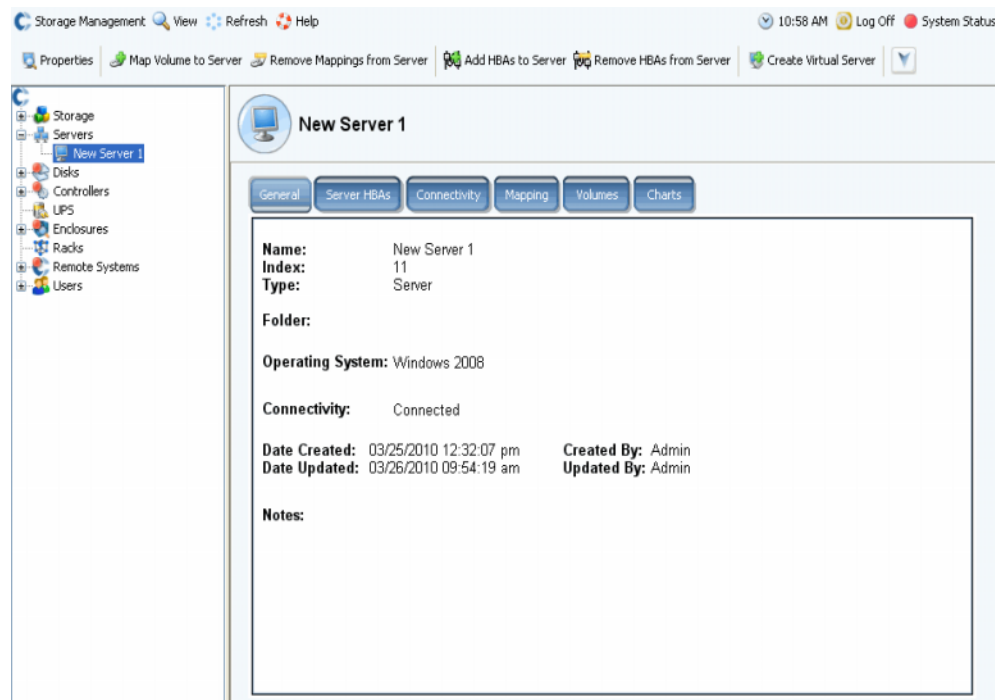 Storage Management View Refresh Help 10:58 AM Log Off System Status
Properties Map Volume to Server Remove Mappings from Server Add HBAs to Server Remove HBAs from Server Create Virtual Server
Storage
Servers
New Server 1
Disks
Controllers
UPS
Enclosures
Racks
Remote Systems
Users
New Server 1
General Server HBAs Connectivity Mapping Volumes Charts
Name: New Server 1
Index: 11
Type: Server
Folder:
Operating System: Windows 2008
Connectivity: Connected
Date Created: 03/25/2010 12:32:07 pm Created By: Admin
Date Updated: 03/26/2010 09:54:19 am Updated By: Admin
Notes: